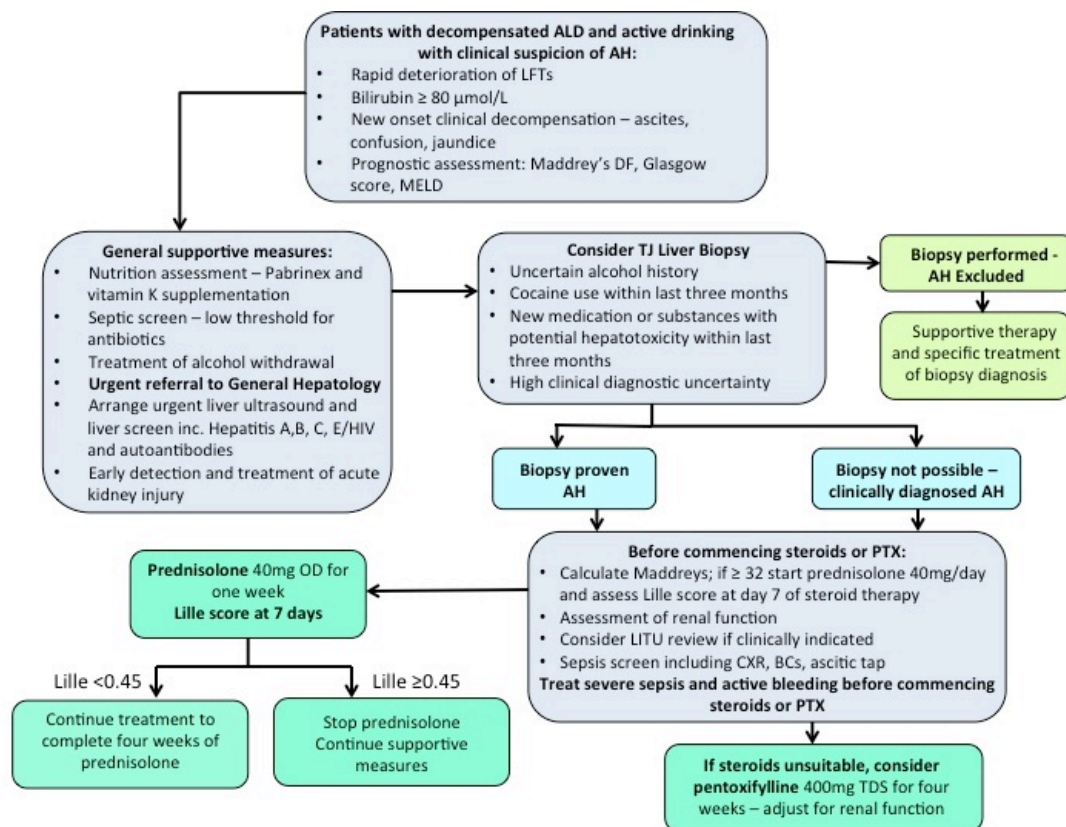 Patients with decompensated ALD and active drinking
with clinical suspicion of AH:
• Rapid deterioration of LFTs
• Bilirubin ≥ 80 μmol/L
• New onset clinical decompensation – ascites,
confusion, jaundice
• Prognostic assessment: Maddrey's DF, Glasgow
score, MELD
General supportive measures:
• Nutrition assessment – Pabrinex and
vitamin K supplementation
• Septic screen – low threshold for
antibiotics
• Treatment of alcohol withdrawal
• Urgent referral to General Hepatology
• Arrange urgent liver ultrasound and
liver screen inc. Hepatitis A,B, C, E/HIV
and autoantibodies
• Early detection and treatment of acute
kidney injury
Consider TJ Liver Biopsy
• Uncertain alcohol history
• Cocaine use within last three months
• New medication or substances with
potential hepatotoxicity within last
three months
• High clinical diagnostic uncertainty
Biopsy performed -
AH Excluded
Supportive therapy
and specific treatment
of biopsy diagnosis
Biopsy proven
AH
Biopsy not possible –
clinically diagnosed AH
Before commencing steroids or PTX:
• Calculate Maddreys; if ≥ 32 start prednisolone 40mg/day
and assess Lille score at day 7 of steroid therapy
• Assessment of renal function
• Consider LITU review if clinically indicated
• Sepsis screen including CXR, BCs, ascitic tap
Treat severe sepsis and active bleeding before commencing
steroids or PTX
Prednisolone 40mg OD for
one week
Lille score at 7 days
Lille <0.45
Lille ≥0.45
Continue treatment to
complete four weeks of
prednisolone
Stop prednisolone
Continue supportive
measures
If steroids unsuitable, consider
pentoxifylline 400mg TDS for four
weeks – adjust for renal function